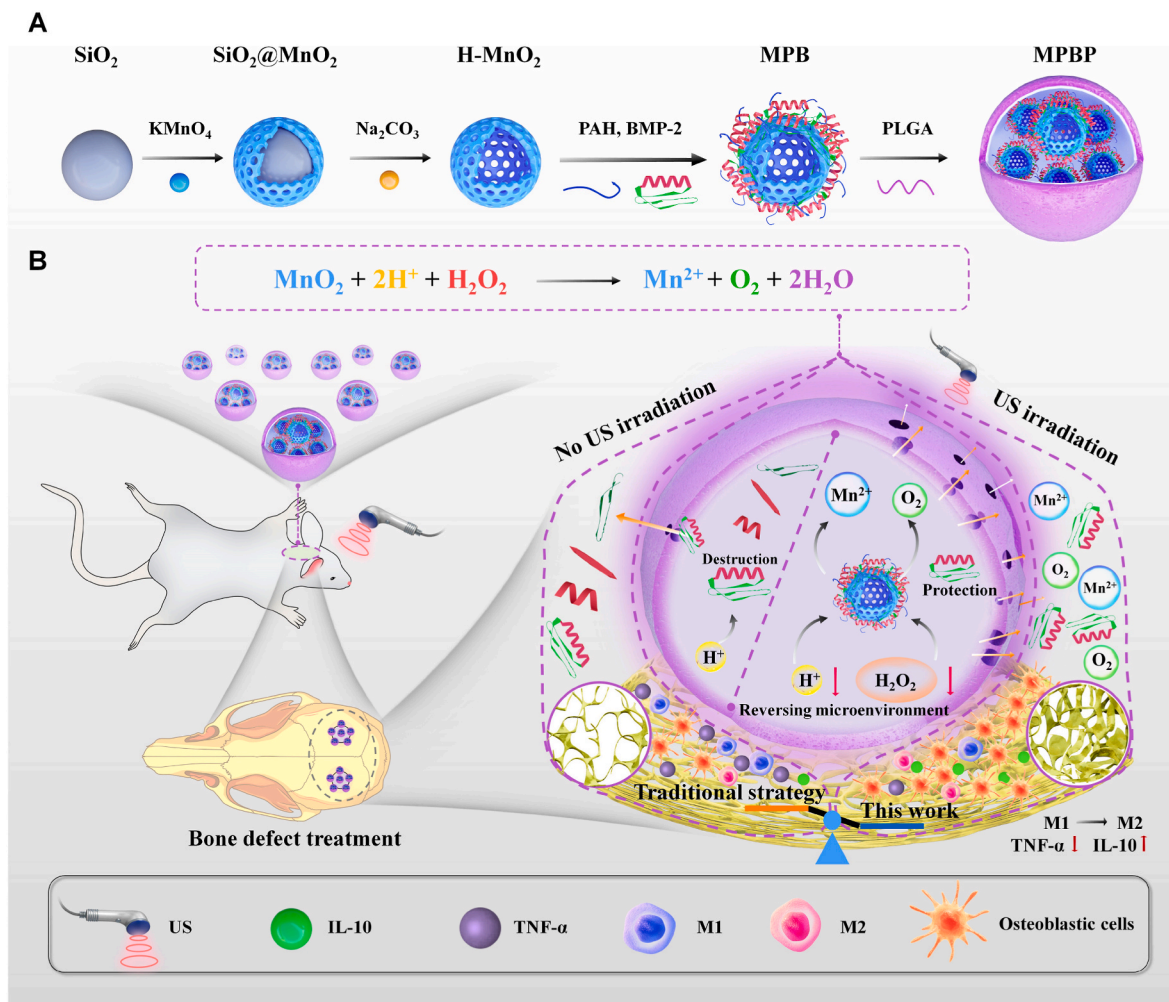 A
SiO₂
SiO₂@MnO₂
H-MnO₂
MPB
MPBP
KMnO₄
Na₂CO₃
PAH, BMP-2
PLGA
B
MnO₂ + 2H⁺ + H₂O₂ → Mn²⁺ + O₂ + 2H₂O
No US irradiation
US irradiation
Mn²⁺
O₂
Mn²⁺
Destruction
Protection
O₂
Mn²⁺
H⁺
H⁺
H₂O₂
O₂
Reversing microenvironment
Traditional strategy
This work
Bone defect treatment
M1 → M2
TNF-α ↓ IL-10 ↑
US
IL-10
TNF-α
M1
M2
Osteoblastic cells